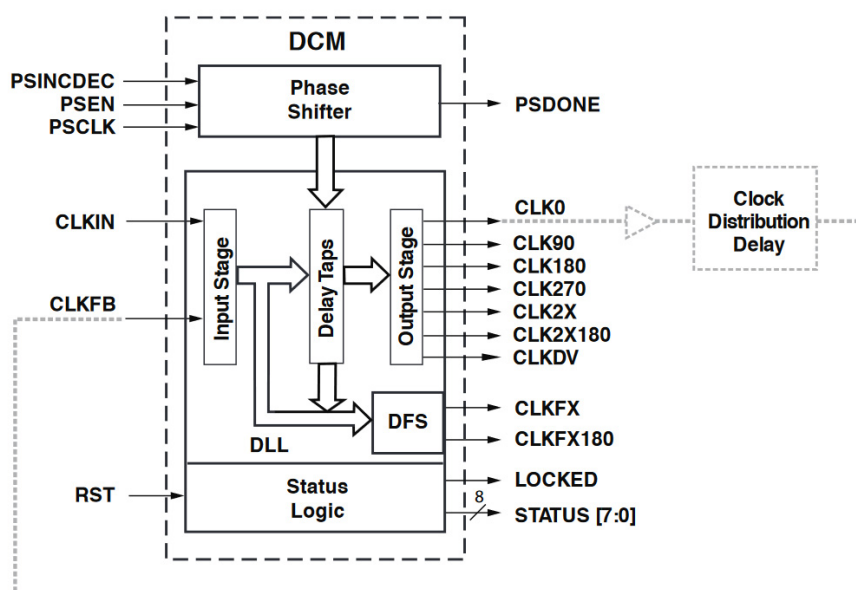 DCM
PSINCDEC
PSEN
PSCLK
Phase
Shifter
PSDONE
CLKIN
CLKFB
Input Stage
Delay Taps
Output Stage
CLK0
CLK90
CLK180
CLK270
CLK2X
CLK2X180
CLKDV
Clock
Distribution
Delay
DFS
CLKFX
CLKFX180
DLL
RST
Status
Logic
LOCKED
8
STATUS [7:0]